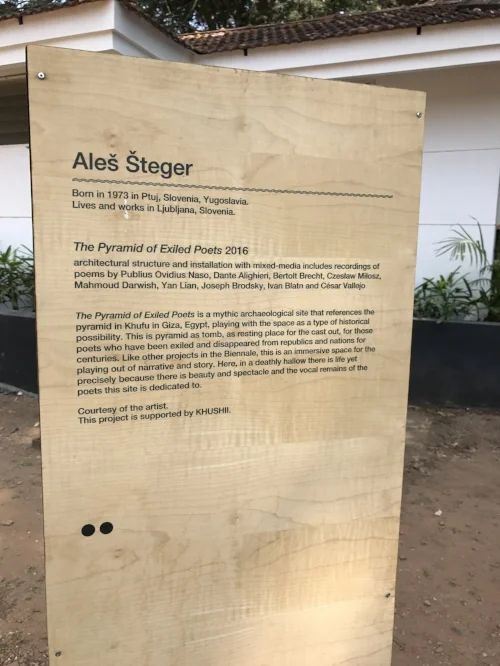 Aleš Šteger
Born in 1973 in Ptuj, Slovenia, Yugoslavia.
Lives and works in Ljubljana, Slovenia.
The Pyramid of Exiled Poets 2016
architectural structure and installation with mixed-media includes recordings of
poems by Publius Ovidius Naso, Dante Alighieri, Bertolt Brecht, Czesław Miłosz,
Mahmoud Darwish, Yan Lian, Joseph Brodsky, Ivan Blatn and César Vallejo
The Pyramid of Exiled Poets is a mythic archaeological site that references the
pyramid in Khufu in Giza, Egypt, playing with the space as a type of historical
possibility. This is pyramid as tomb, as resting place for the cast out, for those
poets who have been exiled and disappeared from republics and nations for
centuries. Like other projects in the Biennale, this is an immersive space for the
playing out of narrative and story. Here, in a deathly hallow there is life yet
precisely because there is beauty and spectacle and the vocal remains of the
poets this site is dedicated to.
Courtesy of the artist.
This project is supported by KHUSHII.